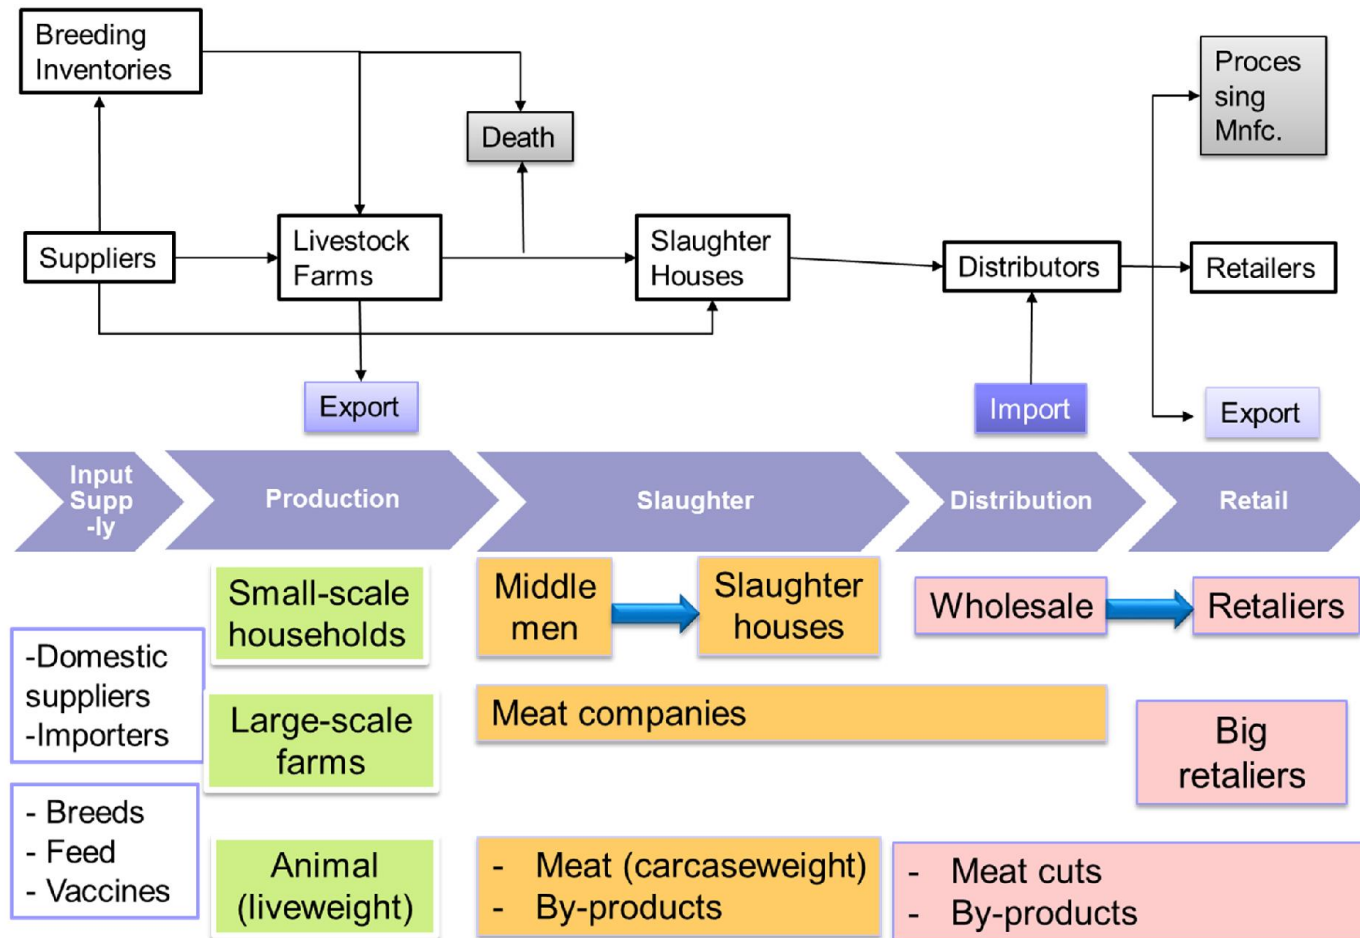 Breeding
Inventories
Proces
sing
Mnfc.
Death
Suppliers
Livestock
Farms
Slaughter
Houses
Distributors
Retailers
Export
Import
Export
Input
Supp
-ly
Production
Slaughter
Distribution
Retail
Small-scale
households
Middle
men
Slaughter
houses
Wholesale
Retaliers
-Domestic
suppliers
-Importers
Large-scale
farms
Meat companies
Big
retaliers
- Breeds
- Feed
- Vaccines
Animal
(liveweight)
- Meat (carcaseweight)
- By-products
- Meat cuts
- By-products